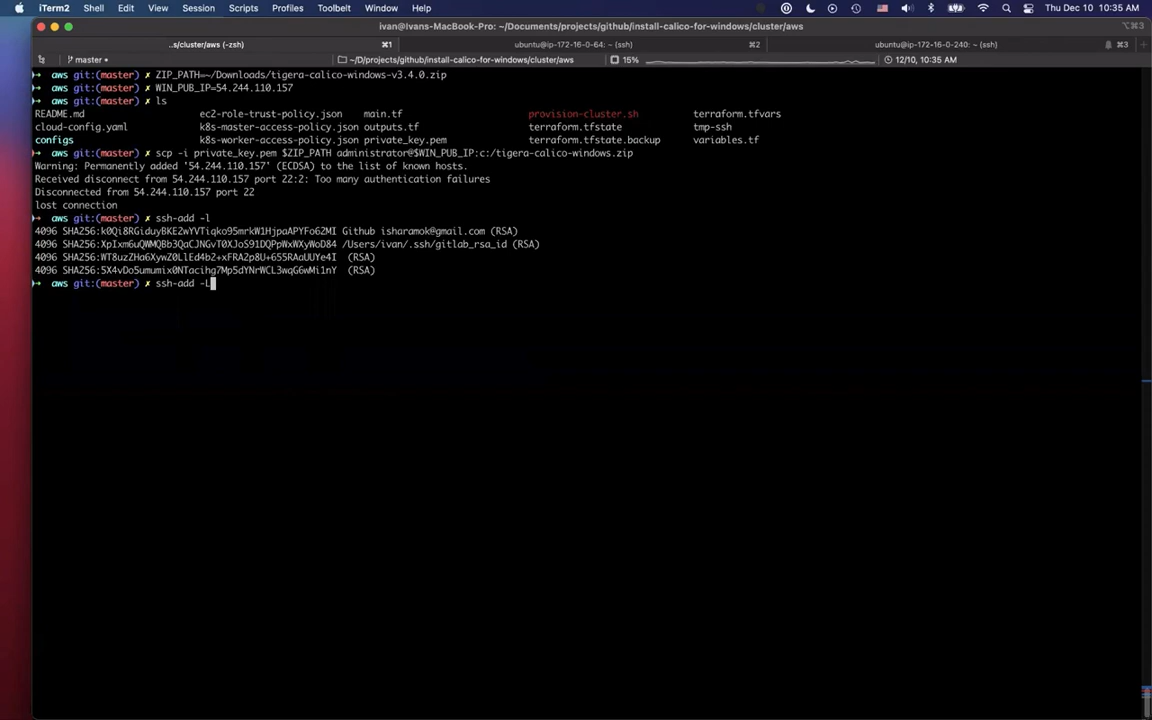 iTerm2 Shell Edit View Session Scripts Profiles Toolbelt Window Help Thu Dec 10 10:35 AM
ivan@Ivans-MacBook-Pro: ~/Documents/projects/github/install-calico-for-windows/cluster/aws ⌥⌘3
..s/cluster/aws (-zsh) ⌘1 ubuntu@ip-172-16-0-64: ~ (ssh) ⌘2 ubuntu@ip-172-16-0-240: ~ (ssh) ⌘3
master • ~/D/projects/github/install-calico-for-windows/cluster/aws 15% 12/10, 10:35 AM
→ aws git:(master) ✗ ZIP_PATH=~/Downloads/tigera-calico-windows-v3.4.0.zip
→ aws git:(master) ✗ WIN_PUB_IP=54.244.110.157
→ aws git:(master) ✗ ls
README.md ec2-role-trust-policy.json main.tf provision-cluster.sh terraform.tfvars
cloud-config.yaml k8s-master-access-policy.json outputs.tf terraform.tfstate tmp-ssh
configs k8s-worker-access-policy.json private_key.pem terraform.tfstate.backup variables.tf
→ aws git:(master) ✗ scp -i private_key.pem $ZIP_PATH administrator@$WIN_PUB_IP:c:/tigera-calico-windows.zip
Warning: Permanently added '54.244.110.157' (ECDSA) to the list of known hosts.
Received disconnect from 54.244.110.157 port 22:2: Too many authentication failures
Disconnected from 54.244.110.157 port 22
lost connection
→ aws git:(master) ✗ ssh-add -l
4096 SHA256:k0Qi8RGiduyBKE2wYVTiqko95mrkW1HjpaAPYFo62MI Github isharamok@gmail.com (RSA)
4096 SHA256:XpIxm6uQWMQBb3QaCJNGvT0XJoS91DQPpWxWXyWoD84 /Users/ivan/.ssh/gitlab_rsa_id (RSA)
4096 SHA256:WT8uzZHa6XywZ0LlEd4b2+xFRA2p8U+655RAaUUYe4I (RSA)
4096 SHA256:5X4vDo5umumix0NTacihg7Mp5dYNrWCL3wqG6wMi1nY (RSA)
→ aws git:(master) ✗ ssh-add -L